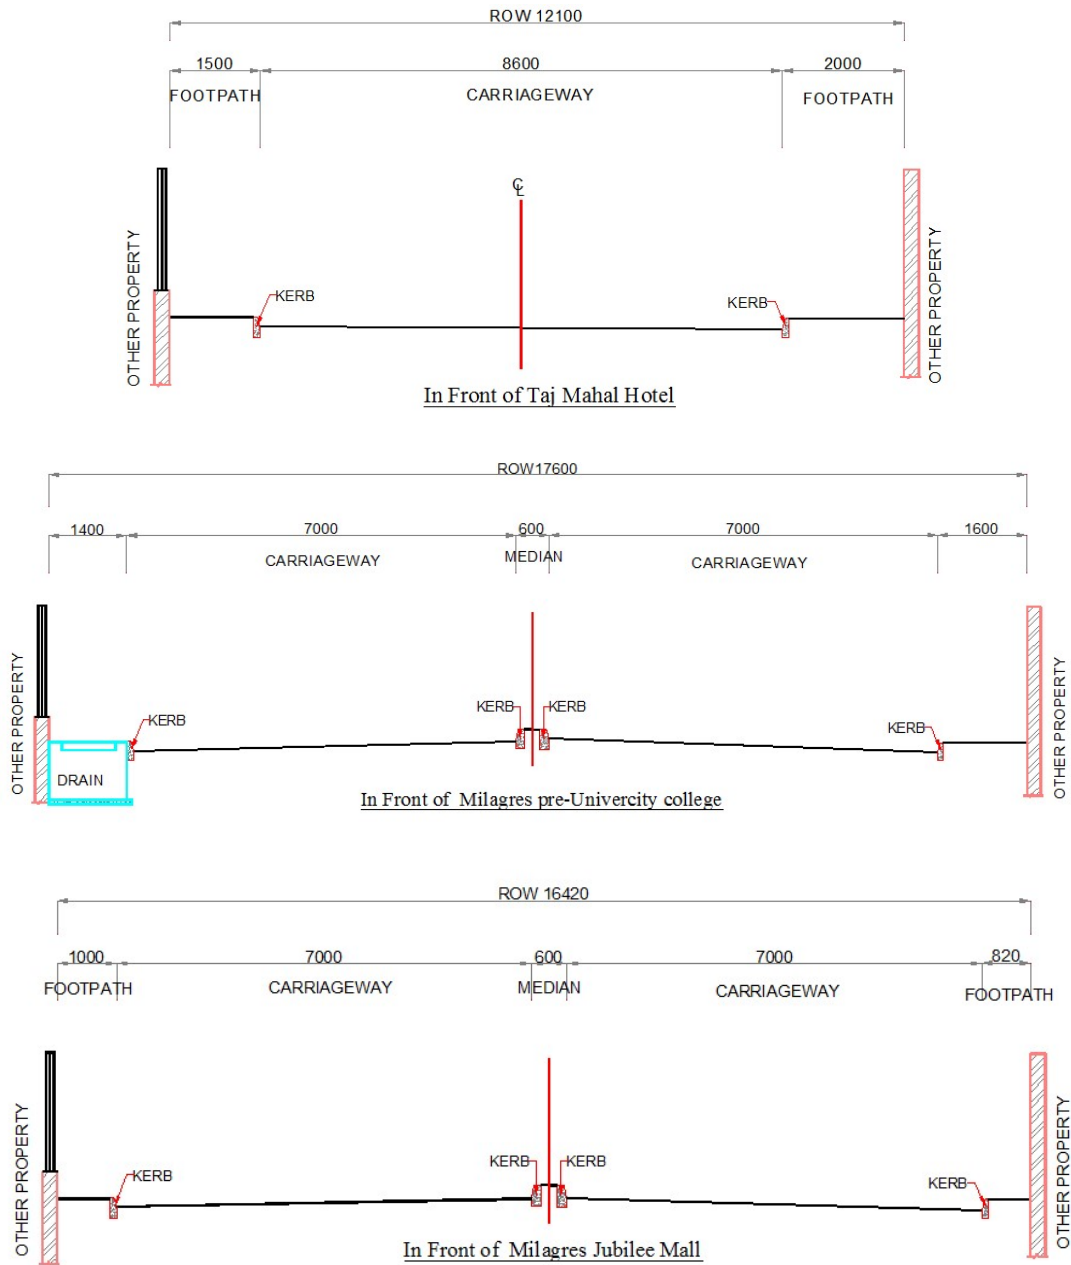 ROW 12100
1500 8600 2000
FOOTPATH CARRIAGEWAY FOOTPATH
℄
OTHER PROPERTY KERB KERB OTHER PROPERTY
In Front of Taj Mahal Hotel
ROW17600
1400 7000 600 7000 1600
CARRIAGEWAY MEDIAN CARRIAGEWAY
OTHER PROPERTY KERB KERB KERB KERB OTHER PROPERTY
DRAIN
In Front of Milagres pre-Univercity college
ROW 16420
1000 7000 600 7000 820
FOOTPATH CARRIAGEWAY MEDIAN CARRIAGEWAY FOOTPATH
OTHER PROPERTY KERB KERB KERB KERB OTHER PROPERTY
In Front of Milagres Jubilee Mall